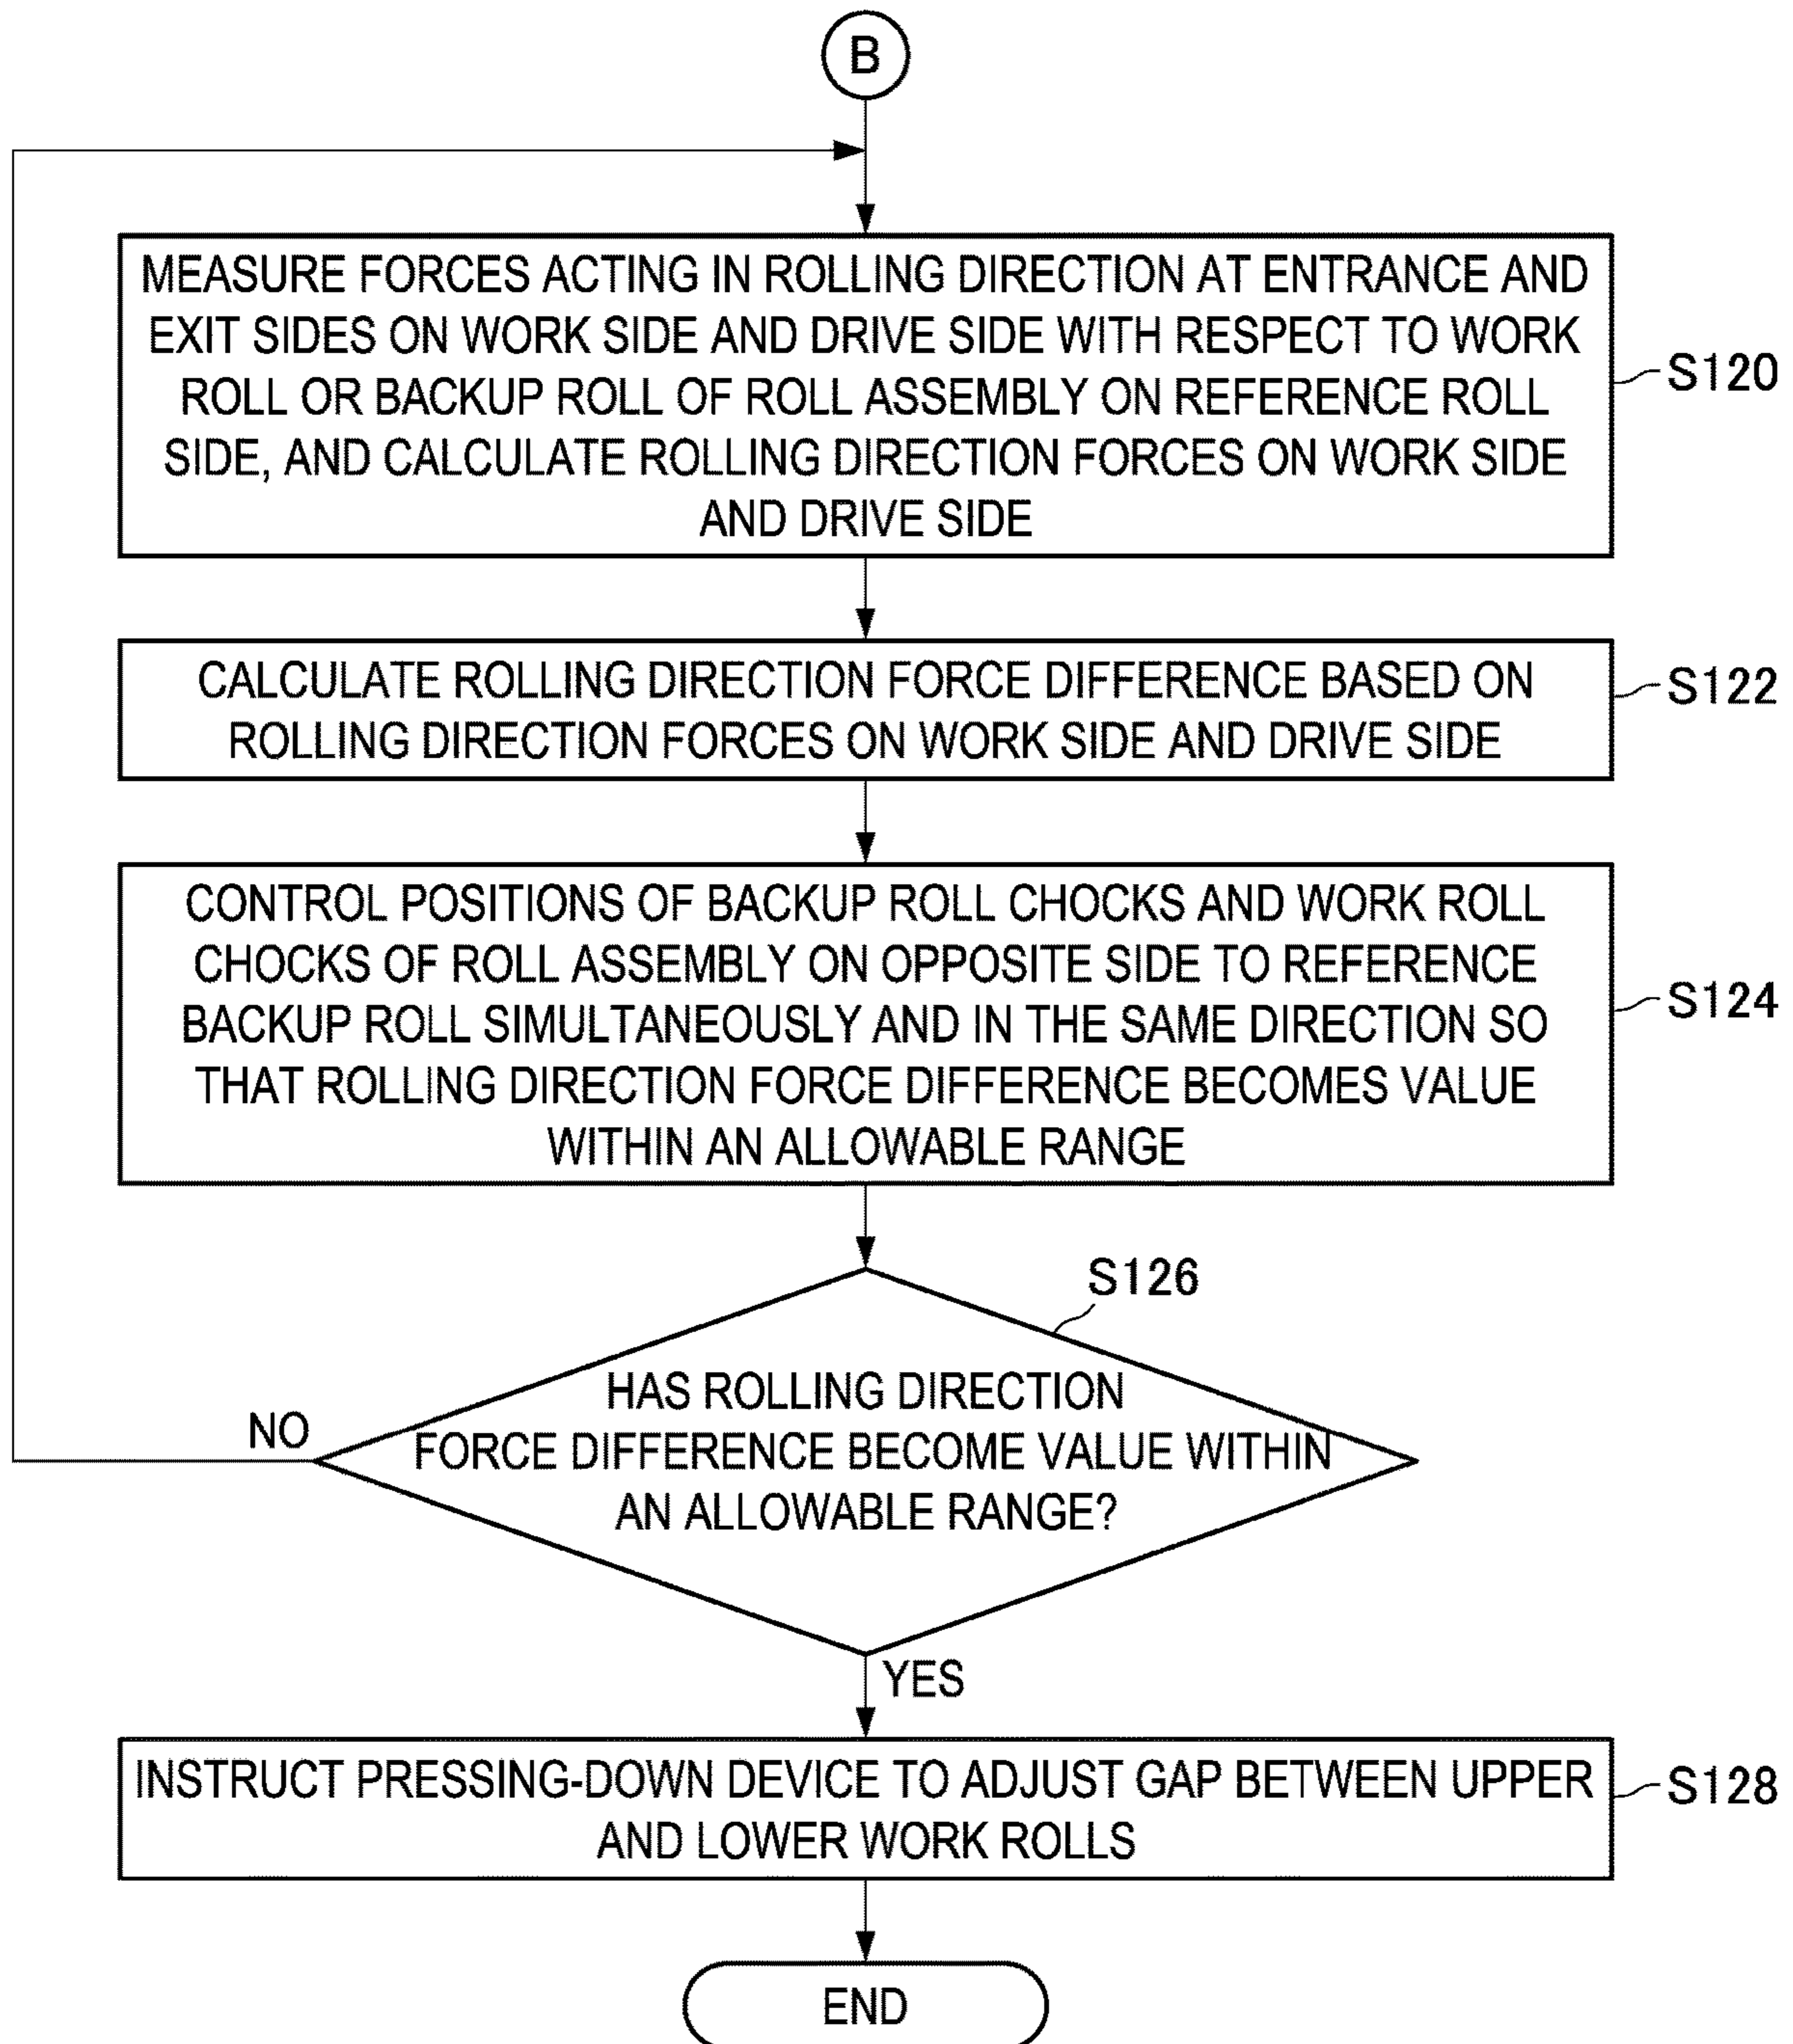 B
MEASURE FORCES ACTING IN ROLLING DIRECTION AT ENTRANCE AND
EXIT SIDES ON WORK SIDE AND DRIVE SIDE WITH RESPECT TO WORK
ROLL OR BACKUP ROLL OF ROLL ASSEMBLY ON REFERENCE ROLL
SIDE, AND CALCULATE ROLLING DIRECTION FORCES ON WORK SIDE
AND DRIVE SIDE
S120
CALCULATE ROLLING DIRECTION FORCE DIFFERENCE BASED ON
ROLLING DIRECTION FORCES ON WORK SIDE AND DRIVE SIDE
S122
CONTROL POSITIONS OF BACKUP ROLL CHOCKS AND WORK ROLL
CHOCKS OF ROLL ASSEMBLY ON OPPOSITE SIDE TO REFERENCE
BACKUP ROLL SIMULTANEOUSLY AND IN THE SAME DIRECTION SO
THAT ROLLING DIRECTION FORCE DIFFERENCE BECOMES VALUE
WITHIN AN ALLOWABLE RANGE
S124
S126
HAS ROLLING DIRECTION
FORCE DIFFERENCE BECOME VALUE WITHIN
AN ALLOWABLE RANGE?
NO
YES
INSTRUCT PRESSING-DOWN DEVICE TO ADJUST GAP BETWEEN UPPER
AND LOWER WORK ROLLS
S128
END